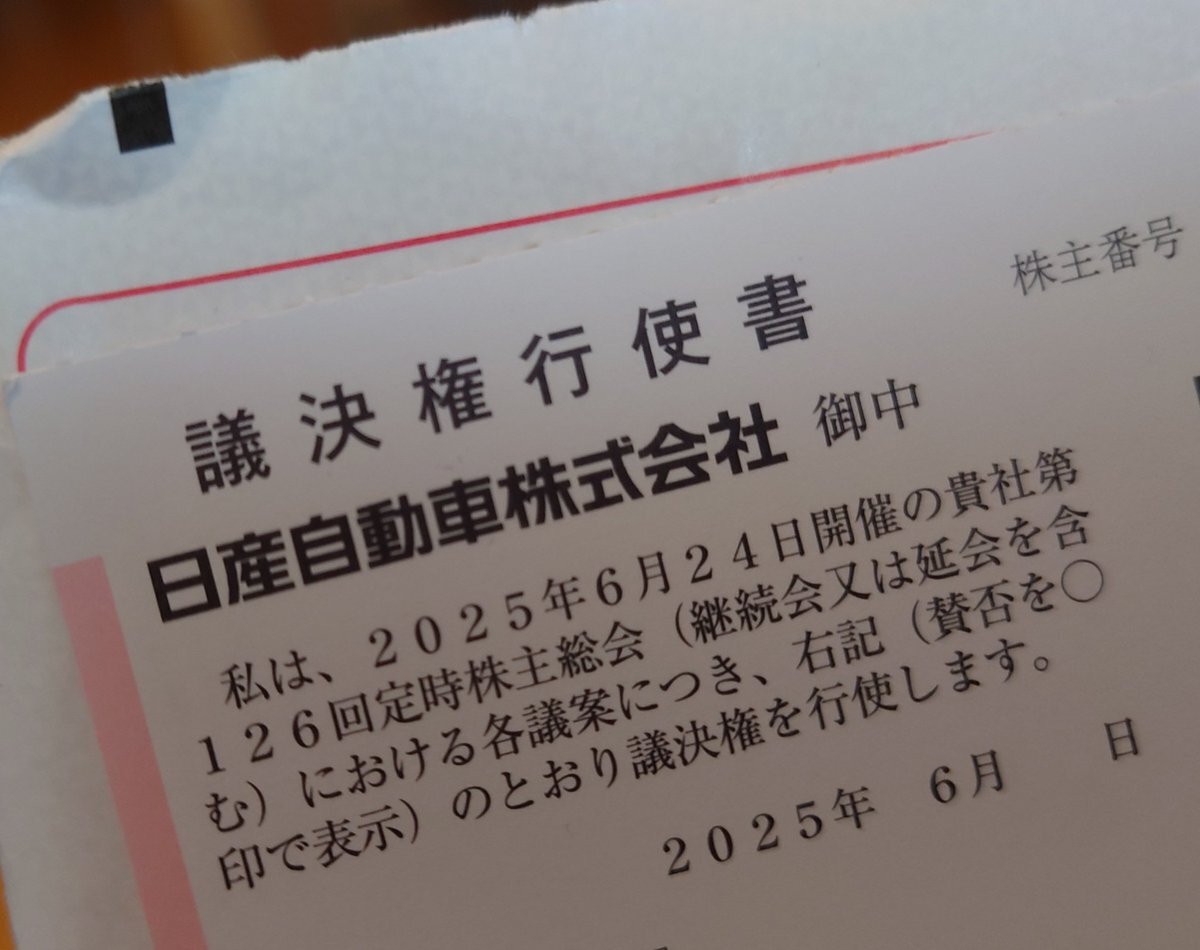 株主番号
議決権行使書
日産自動車株式会社 御中
私は、2025年6月24日開催の貴社第
126回定時株主総会(継続会又は延会を含
む)における各議案につき、右記(賛否を○
印で表示)のとおり議決権を行使します。
2025年 6月 日